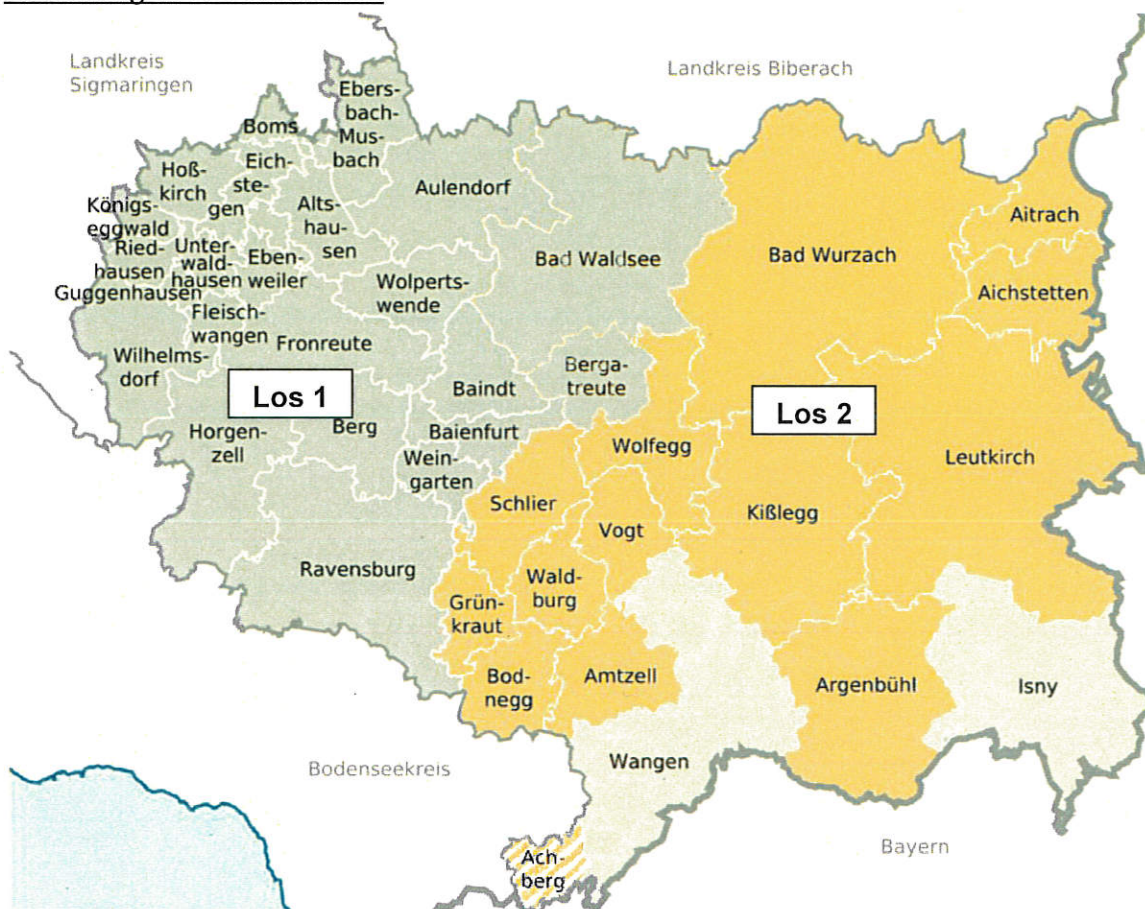 Landkreis
Sigmaringen
Landkreis Biberach
Ebers-
bach-
Mus-
bach
Boms
Hoß-
kirch
Eich-
ste-
gen
Alts-
hau-
sen
Aulendorf
Königs-
eggwald
Ried-
hausen
Unter-
wald-
hausen
Eben-
weiler
Guggenhausen
Wolperts-
wende
Bad Waldsee
Bad Wurzach
Aitrach
Aichstetten
Fleisch-
wangen
Fronreute
Wilhelms-
dorf
Los 1
Baindt
Berga-
treute
Los 2
Horgen-
zell
Berg
Baienfurt
Wein-
garten
Wolfegg
Leutkirch
Schlier
Vogt
Kißlegg
Ravensburg
Wald-
burg
Grün-
kraut
Bod-
negg
Amtzell
Argenbühl
Isny
Wangen
Bodenseekreis
Bayern
Ach-
berg